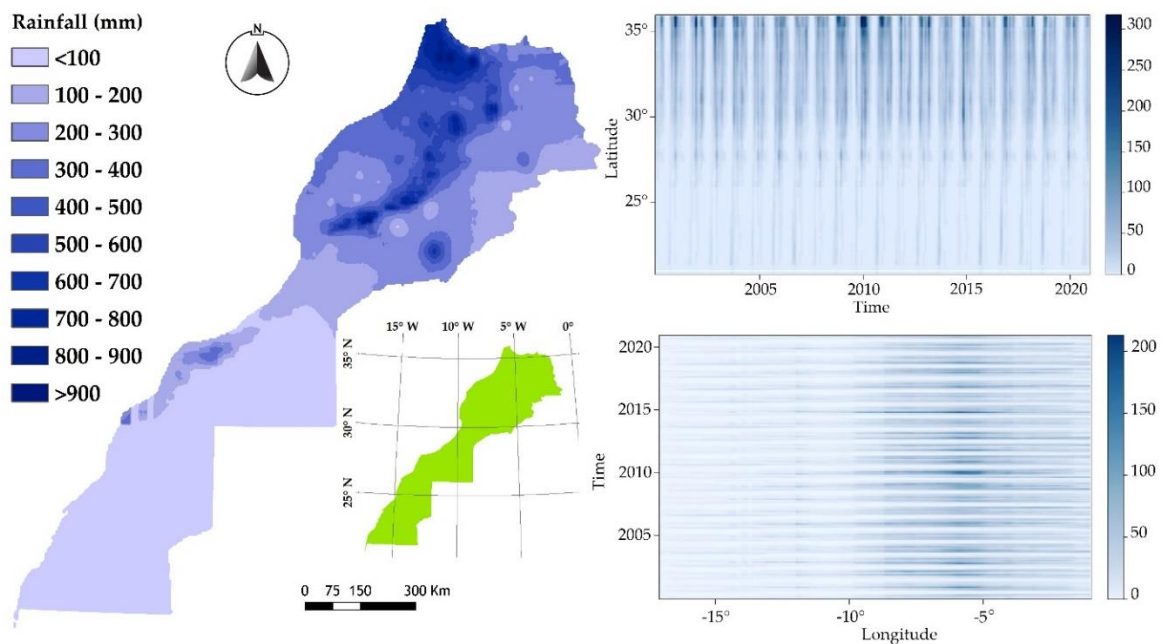 Rainfall (mm)
<100
100 - 200
200 - 300
300 - 400
400 - 500
500 - 600
600 - 700
700 - 800
800 - 900
>900
N
15° W 10° W 5° W 0°
35° N
30° N
25° N
0 75 150 300 Km
35°
30°
25°
Latitude
2005 2010 2015 2020
Time
300
250
200
150
100
50
0
2020
2015
2010
2005
Time
-15° -10° -5°
Longitude
200
150
100
50
0